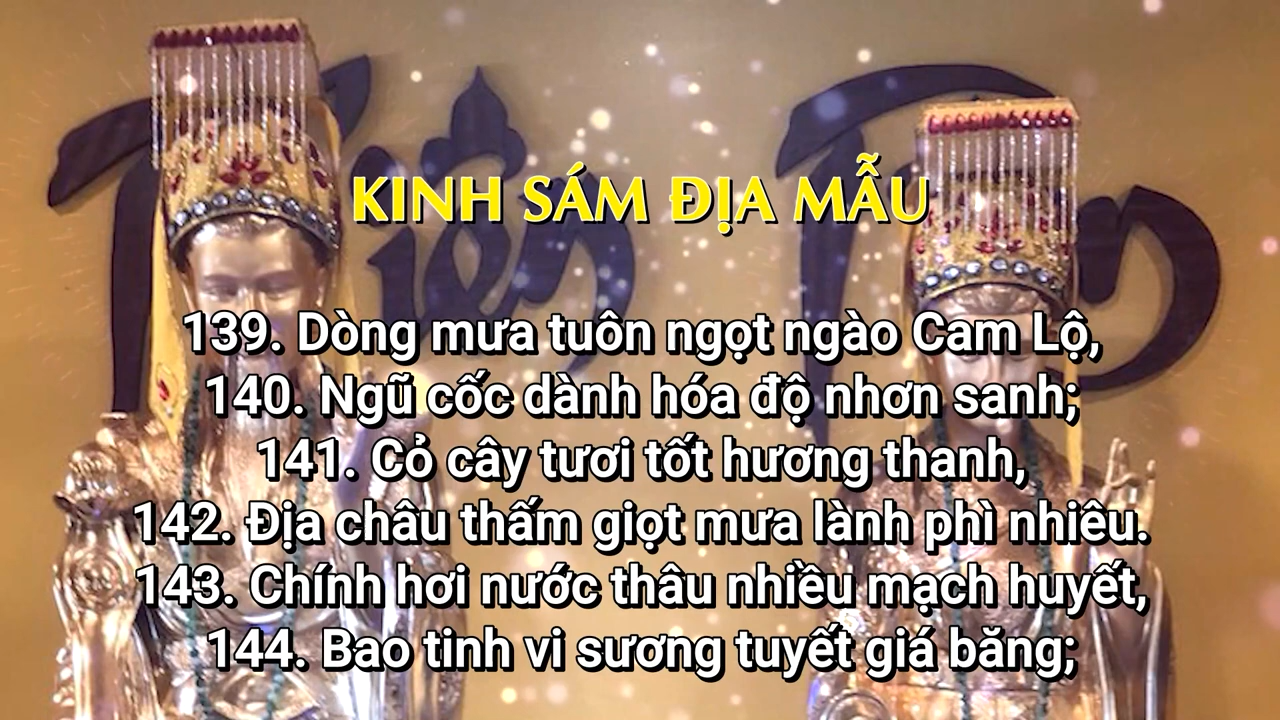 KINH SÁM ĐỊA MẪU
139. Dòng mưa tuôn ngọt ngào Cam Lộ,
140. Ngũ cốc dành hóa độ nhơn sanh;
141. Cỏ cây tươi tốt hương thanh,
142. Địa châu thấm giọt mưa lành phì nhiêu.
143. Chính hơi nước thâu nhiều mạch huyết,
144. Bao tinh vi sương tuyết giá băng;